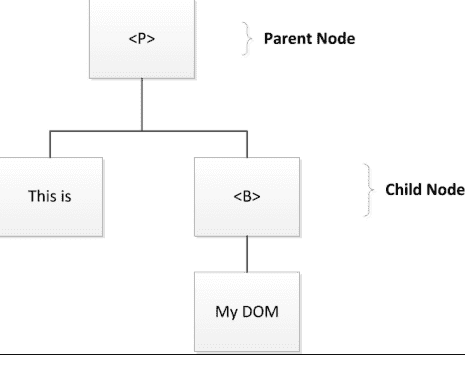 <P>
Parent Node
This is
<B>
Child Node
My DOM